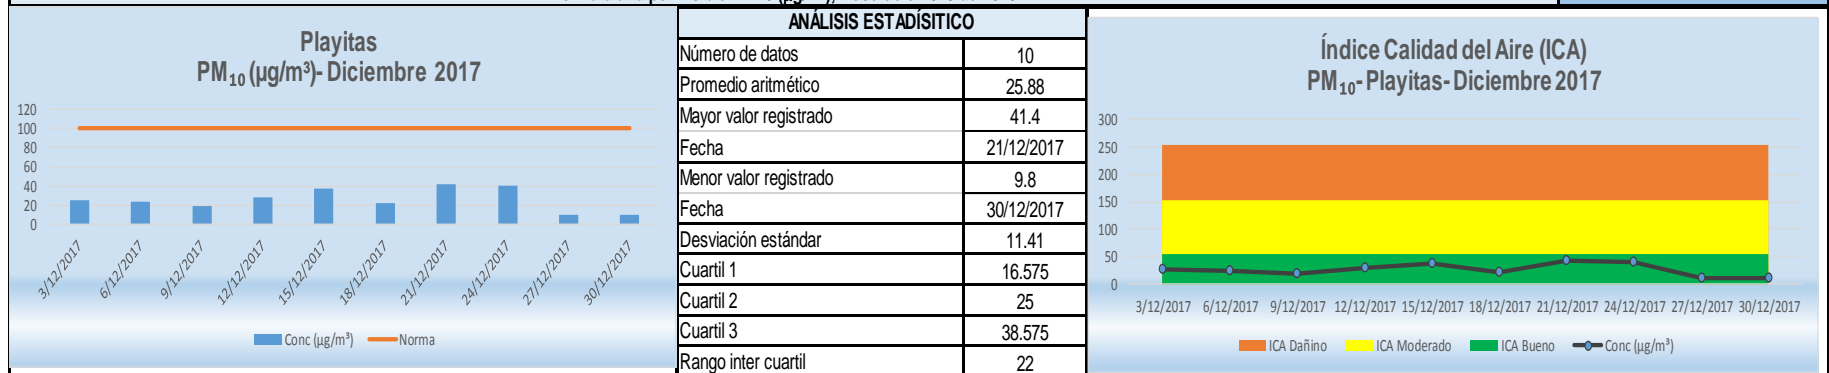 Playitas
PM₁₀ (µg/m³)- Diciembre 2017
120
100
80
60
40
20
0
3/12/2017
6/12/2017
9/12/2017
12/12/2017
15/12/2017
18/12/2017
21/12/2017
24/12/2017
27/12/2017
30/12/2017
Conc (µg/m³) Norma
ANÁLISIS ESTADÍSITICO
Número de datos 10
Promedio aritmético 25.88
Mayor valor registrado 41.4
Fecha 21/12/2017
Menor valor registrado 9.8
Fecha 30/12/2017
Desviación estándar 11.41
Cuartil 1 16.575
Cuartil 2 25
Cuartil 3 38.575
Rango inter cuartil 22
Índice Calidad del Aire (ICA)
PM₁₀- Playitas- Diciembre 2017
300
250
200
150
100
50
0
3/12/2017 6/12/2017 9/12/2017 12/12/2017 15/12/2017 18/12/2017 21/12/2017 24/12/2017 27/12/2017 30/12/2017
ICA Dañino ICA Moderado ICA Bueno Conc (µg/m³)